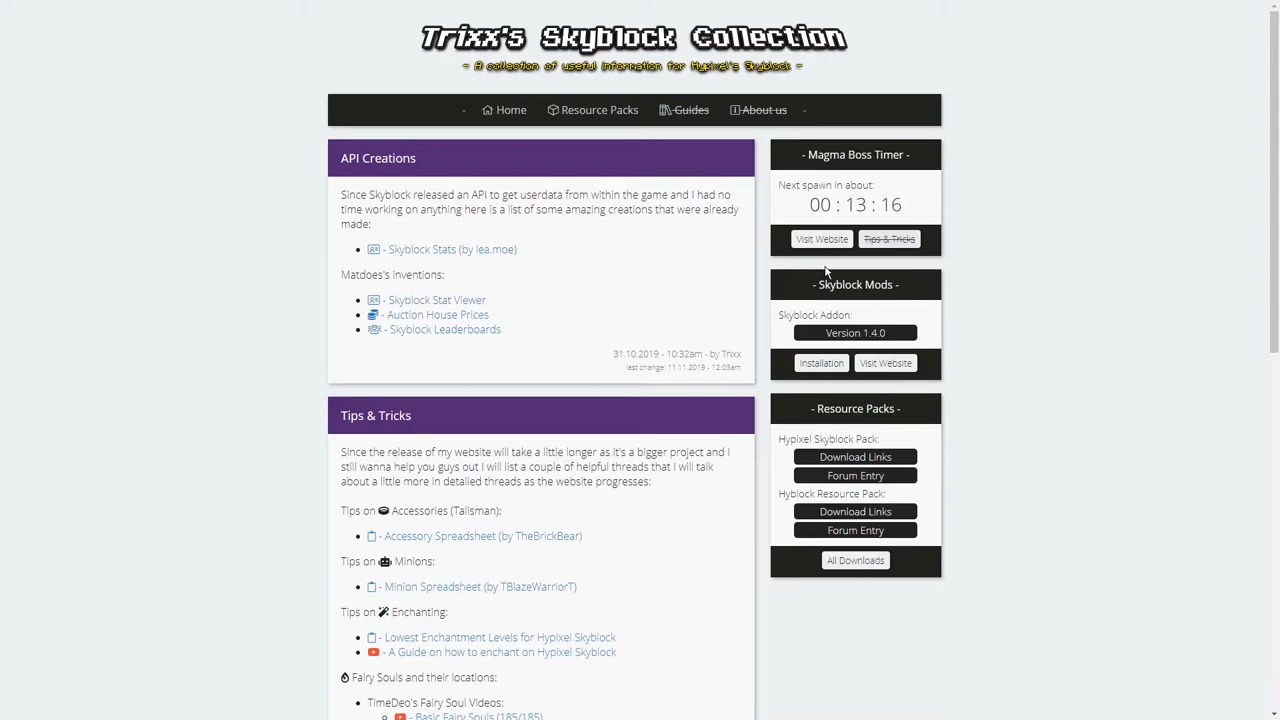 Trixx's Skyblock Collection
~ A collection of useful information for Hypixel's Skyblock ~
- Home Resource Packs Guides About us -
API Creations
Since Skyblock released an API to get userdata from within the game and I had no
time working on anything here is a list of some amazing creations that were already
made:
- Skyblock Stats (by lea.moe)
Matdoes's inventions:
- Skyblock Stat Viewer
- Auction House Prices
- Skyblock Leaderboards
31.10.2019 - 10:32am - by Trixx
last change: 11.11.2019 - 12:03am
Tips & Tricks
Since the release of my website will take a little longer as it's a bigger project and I
still wanna help you guys out I will list a couple of helpful threads that I will talk
about a little more in detailed threads as the website progresses:
Tips on Accessories (Talisman):
- Accessory Spreadsheet (by TheBrickBear)
Tips on Minions:
- Minion Spreadsheet (by TBlazeWarriorT)
Tips on Enchanting:
- Lowest Enchantment Levels for Hypixel Skyblock
- A Guide on how to enchant on Hypixel Skyblock
Fairy Souls and their locations:
TimeDeo's Fairy Soul Videos:
- Basic Fairy Souls (185/185)
- Magma Boss Timer -
Next spawn in about:
00 : 13 : 16
Visit Website Tips & Tricks
- Skyblock Mods -
Skyblock Addon:
Version 1.4.0
Installation Visit Website
- Resource Packs -
Hypixel Skyblock Pack:
Download Links
Forum Entry
Hyblock Resource Pack:
Download Links
Forum Entry
All Downloads